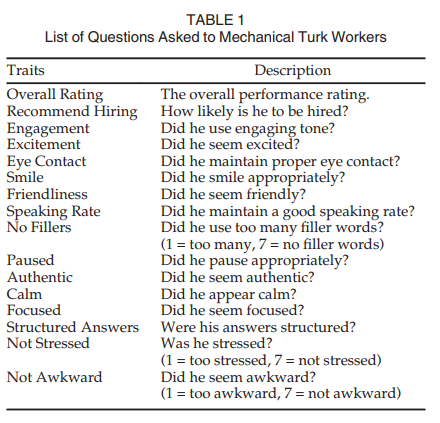 TABLE 1
List of Questions Asked to Mechanical Turk Workers
Traits Description
Overall Rating The overall performance rating.
Recommend Hiring How likely is he to be hired?
Engagement Did he use engaging tone?
Excitement Did he seem excited?
Eye Contact Did he maintain proper eye contact?
Smile Did he smile appropriately?
Friendliness Did he seem friendly?
Speaking Rate Did he maintain a good speaking rate?
No Fillers Did he use too many filler words?
(1 = too many, 7 = no filler words)
Paused Did he pause appropriately?
Authentic Did he seem authentic?
Calm Did he appear calm?
Focused Did he seem focused?
Structured Answers Were his answers structured?
Not Stressed Was he stressed?
(1 = too stressed, 7 = not stressed)
Not Awkward Did he seem awkward?
(1 = too awkward, 7 = not awkward)